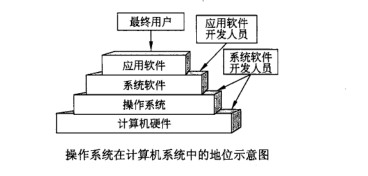 最终用户
应用软件
开发人员
系统软件
开发人员
应用软件
系统软件
操作系统
计算机硬件
操作系统在计算机系统中的地位示意图